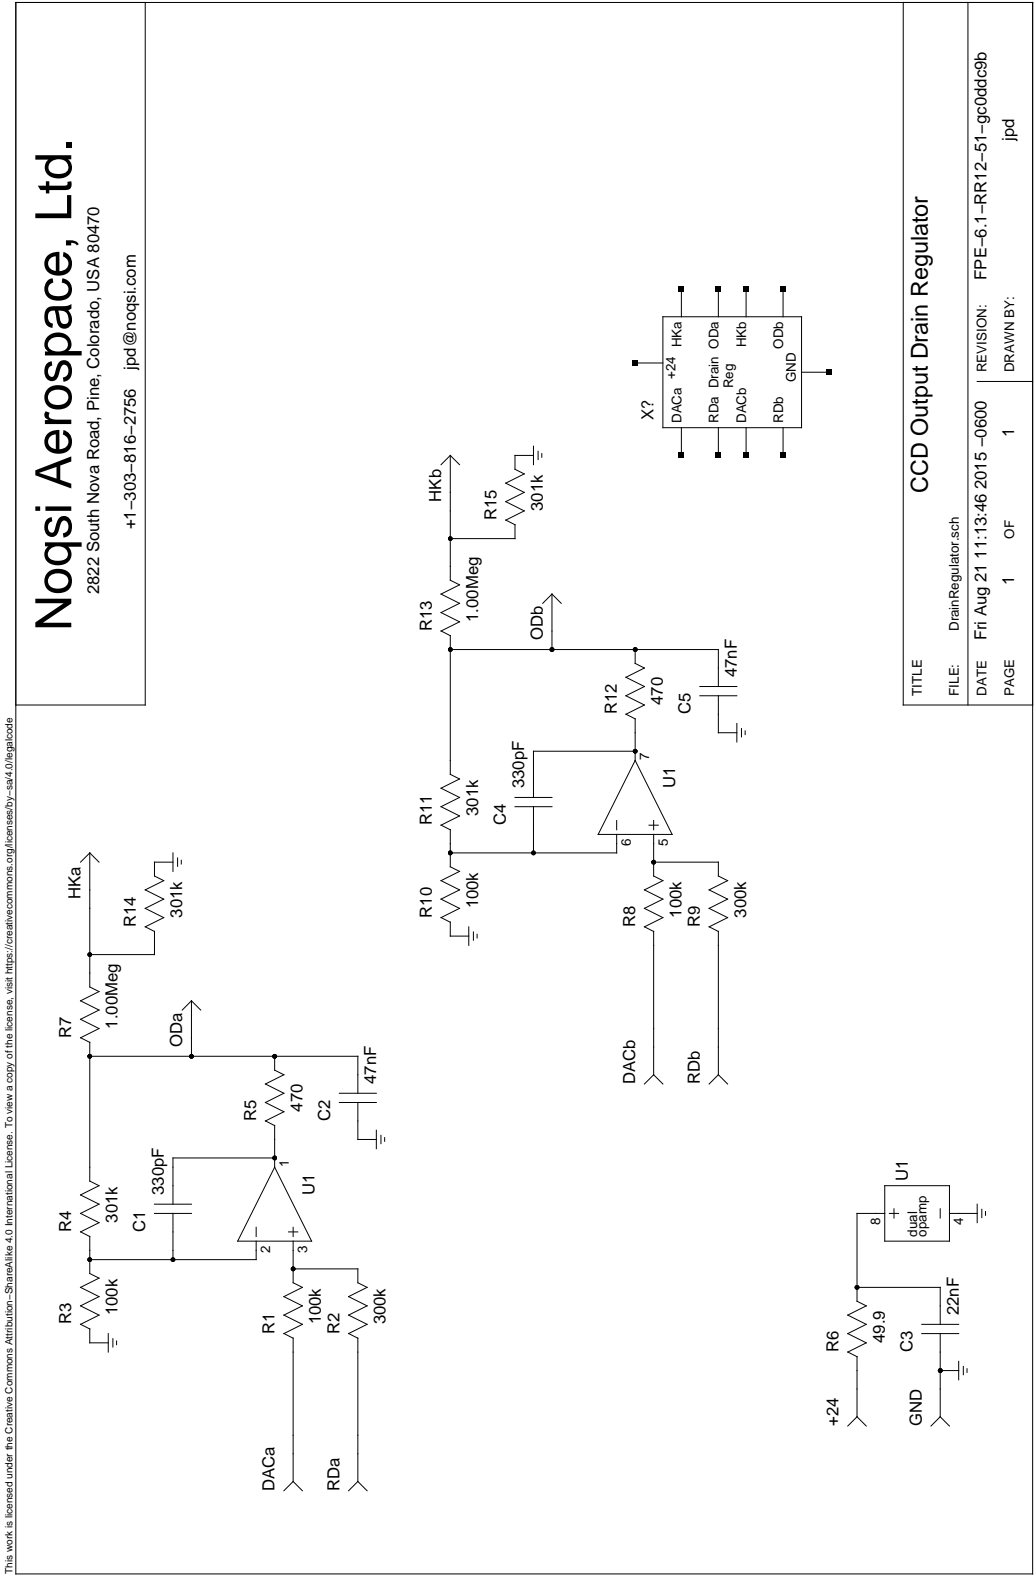 This work is licensed under the Creative Commons Attribution−ShareAlike 4.0 International License. To view a copy of the license, visit https://creativecommons.org/licenses/by−sa/4.0/legalcode
Noqsi Aerospace, Ltd.
2822 South Nova Road, Pine, Colorado, USA 80470
+1−303−816−2756 jpd@noqsi.com
R3
100k
R4
301k
R7
1.00Meg
HKa
R14
301k
C1
330pF
ODa
2
3
1
U1
R5
470
C2
47nF
DACa
R1
100k
RDa
R2
300k
R10
100k
R11
301k
R13
1.00Meg
HKb
R15
301k
C4
330pF
ODb
6
5
7
U1
R12
470
C5
47nF
DACb
R8
100k
RDb
R9
300k
X?
DACa +24 HKa
RDa Drain ODa
Reg
DACb HKb
RDb ODb
GND
+24
R6
49.9
GND
C3
22nF
U1
8
dual
opamp
4
TITLE
CCD Output Drain Regulator
FILE: DrainRegulator.sch
DATE Fri Aug 21 11:13:46 2015 −0600
REVISION: FPE−6.1−RR12−51−gc0ddc9b
PAGE 1 OF 1
DRAWN BY: jpd